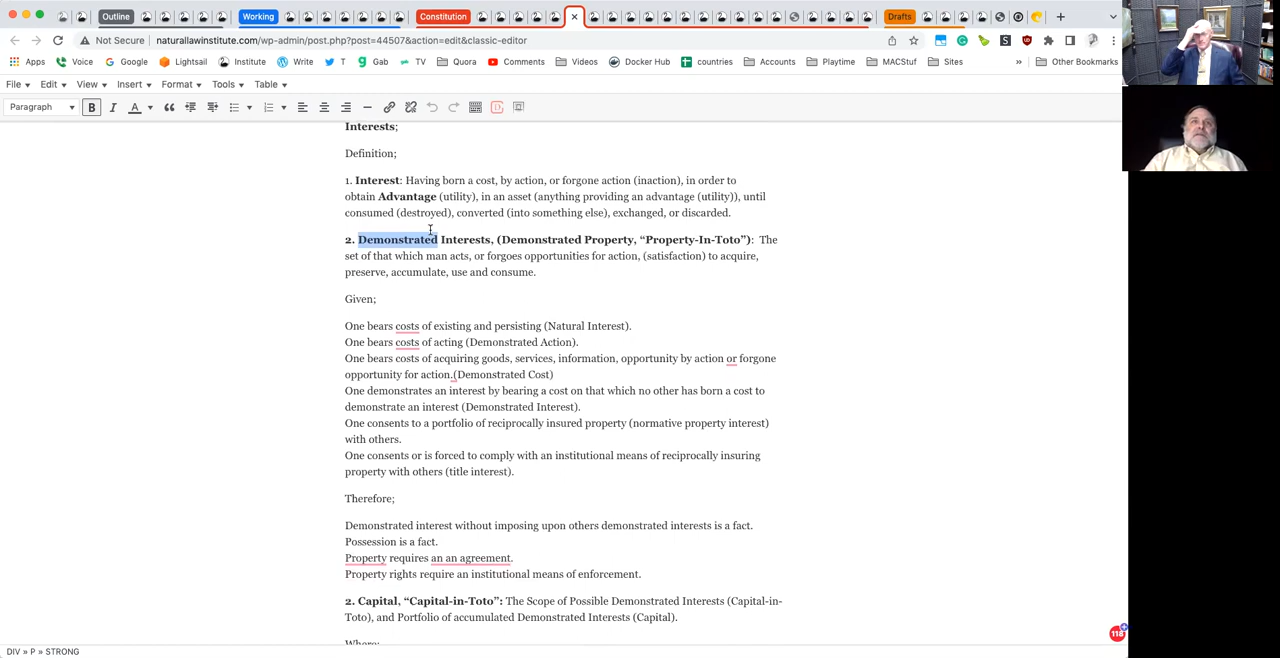 Outline
Working
Constitution
Drafts
Not Secure
naturallawinstitute.com/wp-admin/post.php?post=44507&action=edit&classic-editor
Apps Voice Google Lightsail Institute Write T Gab TV Quora Comments Videos Docker Hub countries Accounts Playtime MACStuf Sites » Other Bookmarks
File Edit View Insert Format Tools Table
Paragraph B I A
Interests;
Definition;
1. Interest: Having born a cost, by action, or forgone action (inaction), in order to
obtain Advantage (utility), in an asset (anything providing an advantage (utility)), until
consumed (destroyed), converted (into something else), exchanged, or discarded.
2. Demonstrated Interests, (Demonstrated Property, “Property-In-Toto”): The
set of that which man acts, or forgoes opportunities for action, (satisfaction) to acquire,
preserve, accumulate, use and consume.
Given;
One bears costs of existing and persisting (Natural Interest).
One bears costs of acting (Demonstrated Action).
One bears costs of acquiring goods, services, information, opportunity by action or forgone
opportunity for action.(Demonstrated Cost)
One demonstrates an interest by bearing a cost on that which no other has born a cost to
demonstrate an interest (Demonstrated Interest).
One consents to a portfolio of reciprocally insured property (normative property interest)
with others.
One consents or is forced to comply with an institutional means of reciprocally insuring
property with others (title interest).
Therefore;
Demonstrated interest without imposing upon others demonstrated interests is a fact.
Possession is a fact.
Property requires an an agreement.
Property rights require an institutional means of enforcement.
2. Capital, “Capital-in-Toto”: The Scope of Possible Demonstrated Interests (Capital-in-
Toto), and Portfolio of accumulated Demonstrated Interests (Capital).
Where;
118
DIV » P » STRONG